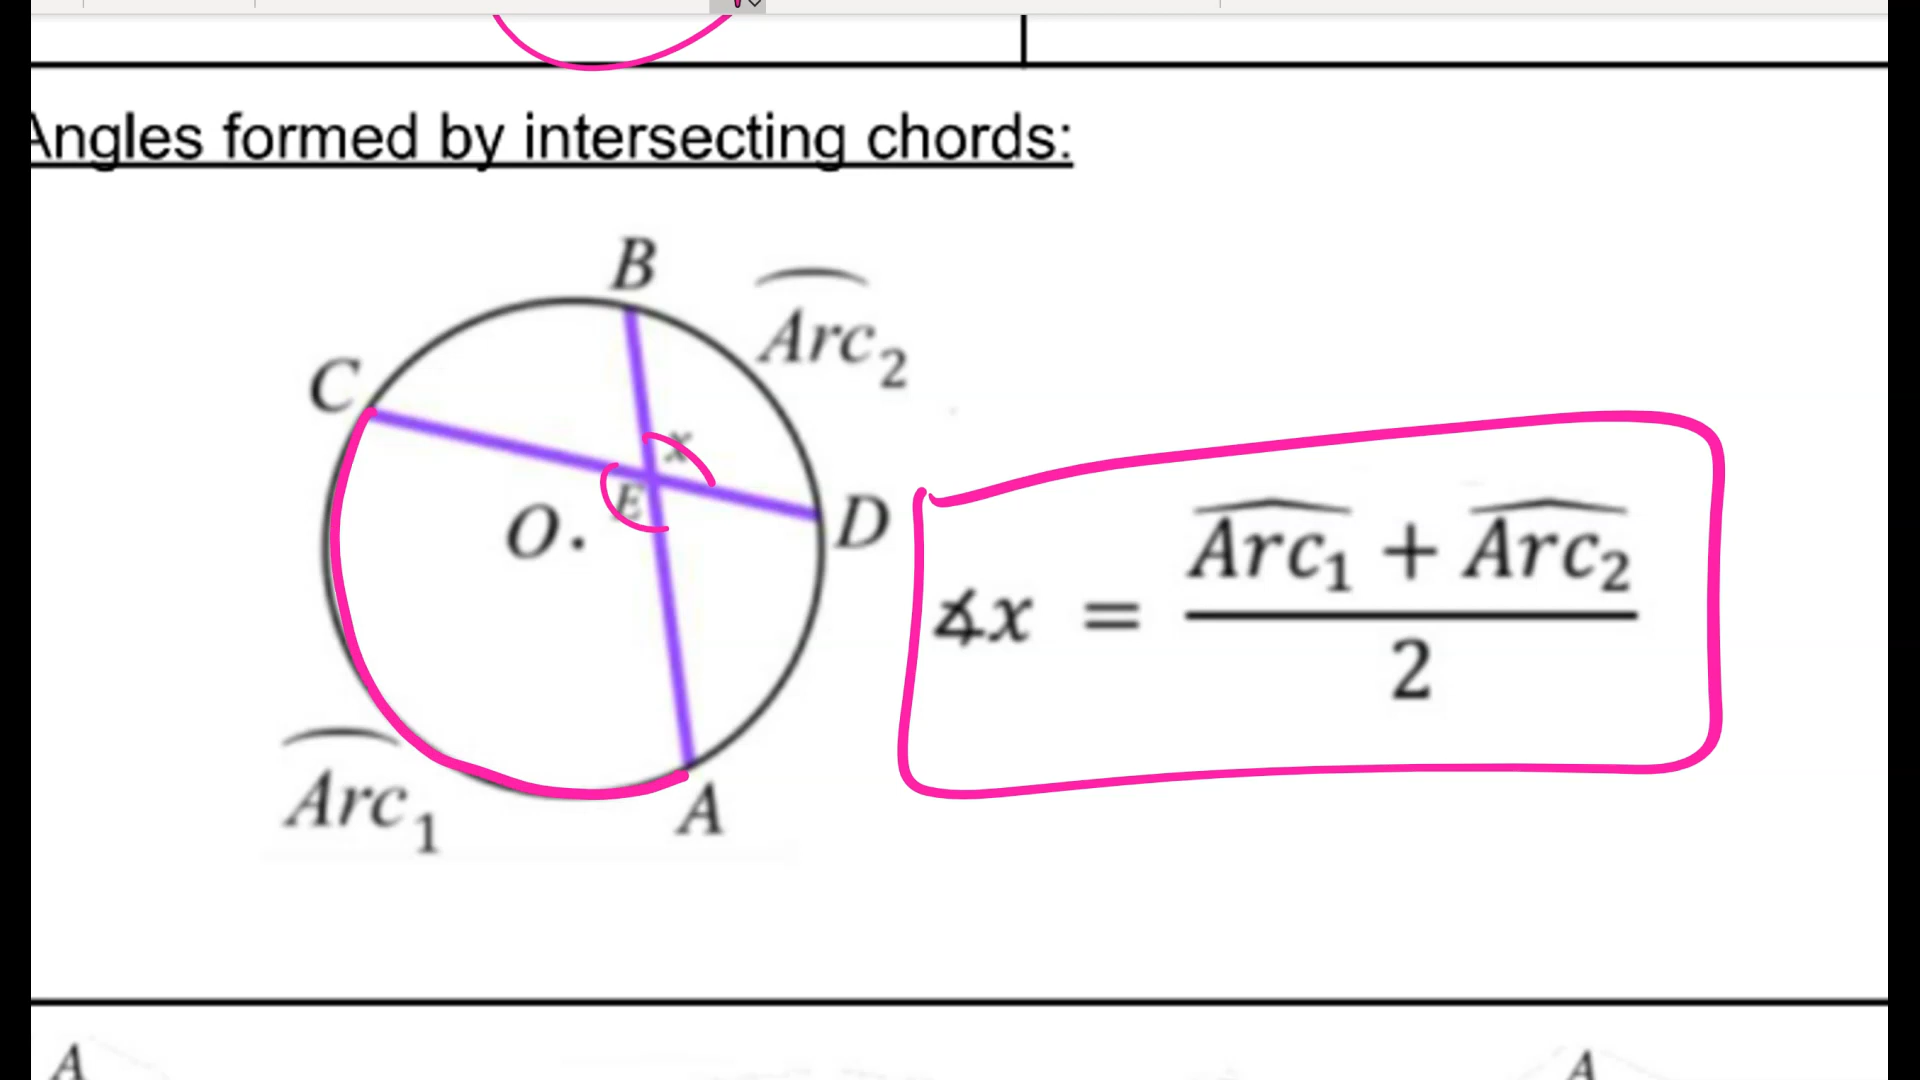 Angles formed by intersecting chords:
B
Arc₂
C
x
E
O.
D
∡x = (Arc₁ + Arc₂) / 2
Arc₁
A
A
A